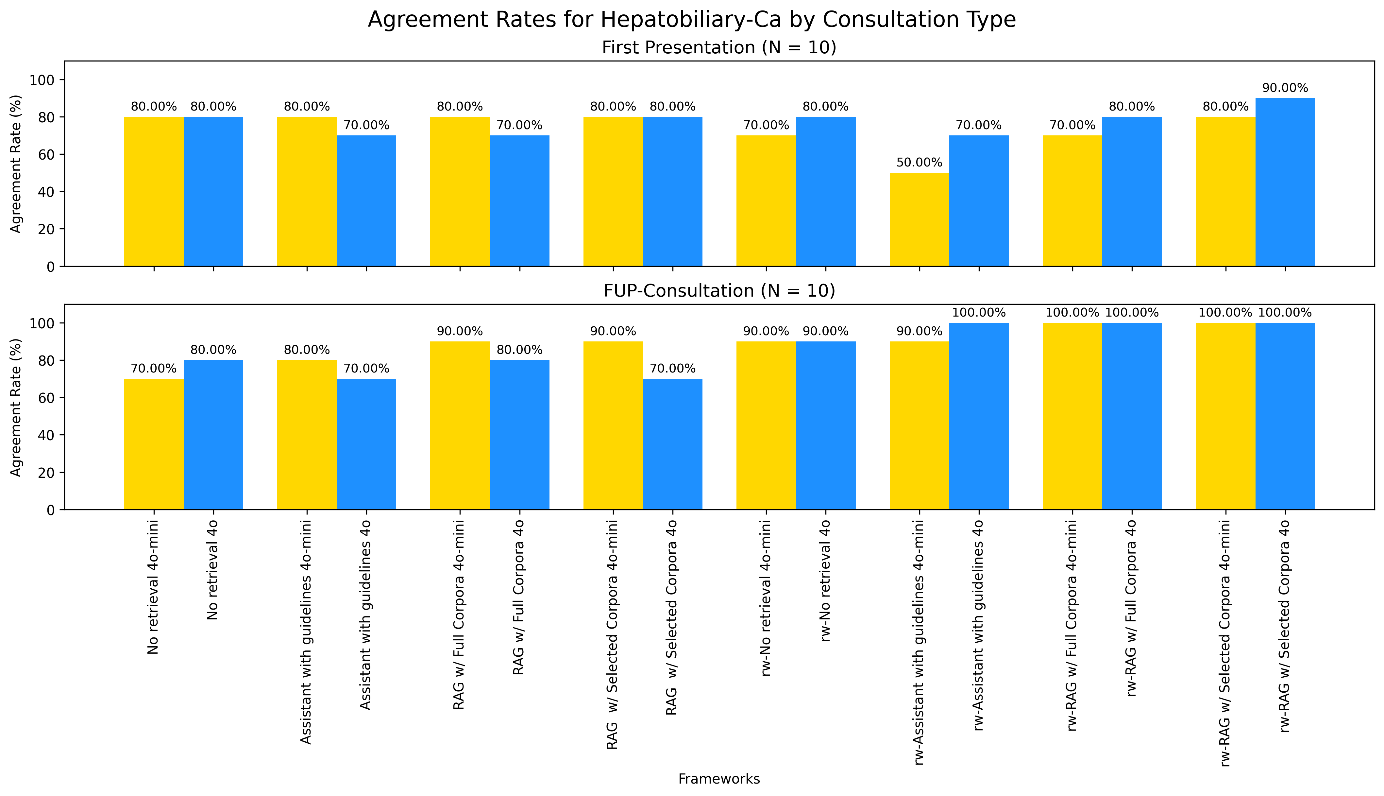 Agreement Rates for Hepatobiliary-Ca by Consultation Type
First Presentation (N = 10)
Agreement Rate (%)
100
80
60
40
20
0
80.00%
80.00%
80.00%
70.00%
80.00%
70.00%
80.00%
80.00%
70.00%
80.00%
50.00%
70.00%
70.00%
80.00%
80.00%
90.00%
FUP-Consultation (N = 10)
Agreement Rate (%)
100
80
60
40
20
0
70.00%
80.00%
80.00%
70.00%
90.00%
80.00%
90.00%
70.00%
90.00%
90.00%
90.00%
100.00%
100.00%
100.00%
100.00%
100.00%
No retrieval 4o-mini
No retrieval 4o
Assistant with guidelines 4o-mini
Assistant with guidelines 4o
RAG w/ Full Corpora 4o-mini
RAG w/ Full Corpora 4o
RAG  w/ Selected Corpora 4o-mini
RAG  w/ Selected Corpora 4o
rw-No retrieval 4o-mini
rw-No retrieval 4o
rw-Assistant with guidelines 4o-mini
rw-Assistant with guidelines 4o
rw-RAG w/ Full Corpora 4o-mini
rw-RAG w/ Full Corpora 4o
rw-RAG w/ Selected Corpora 4o-mini
rw-RAG w/ Selected Corpora 4o
Frameworks